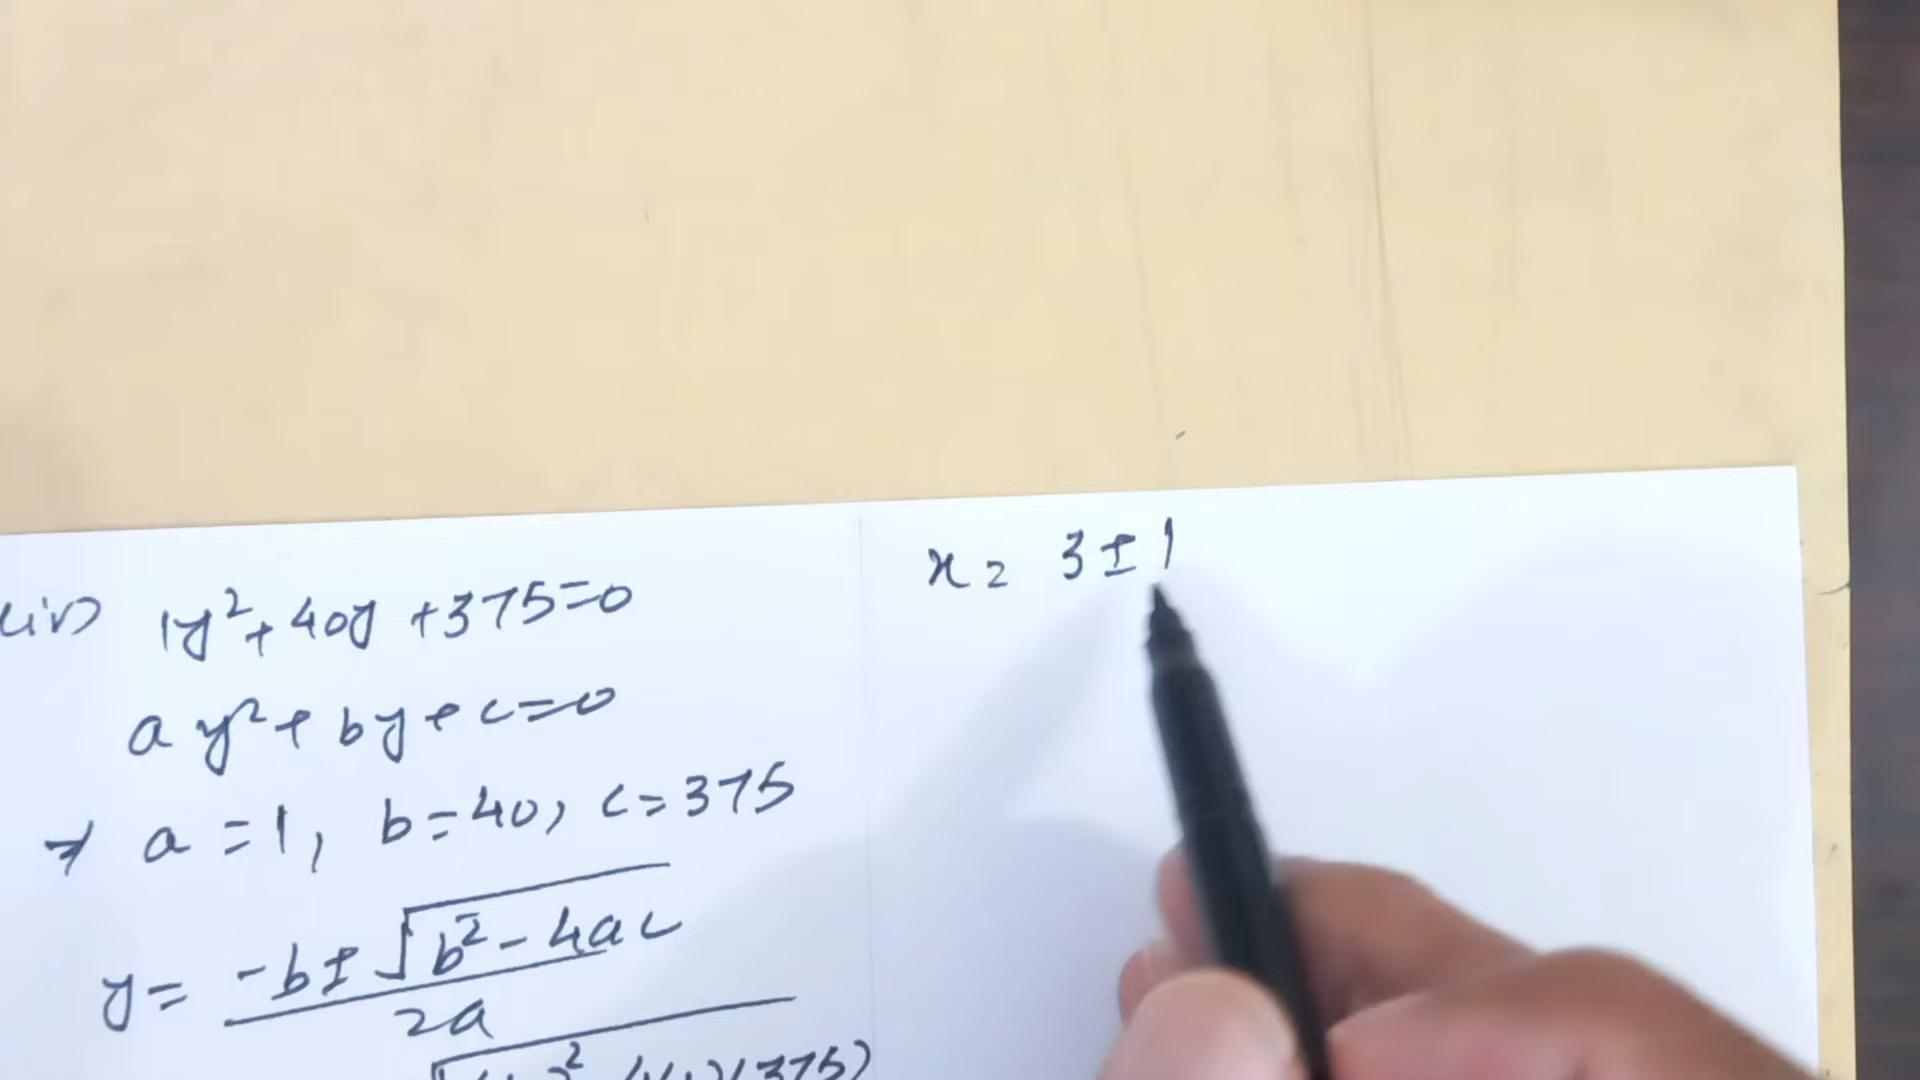 (iv) 1y²+40y+375=0
ay²+by+c=0
⇒ a=1, b=40, c=375
y= -b±√b²-4ac
2a
x= 3±1